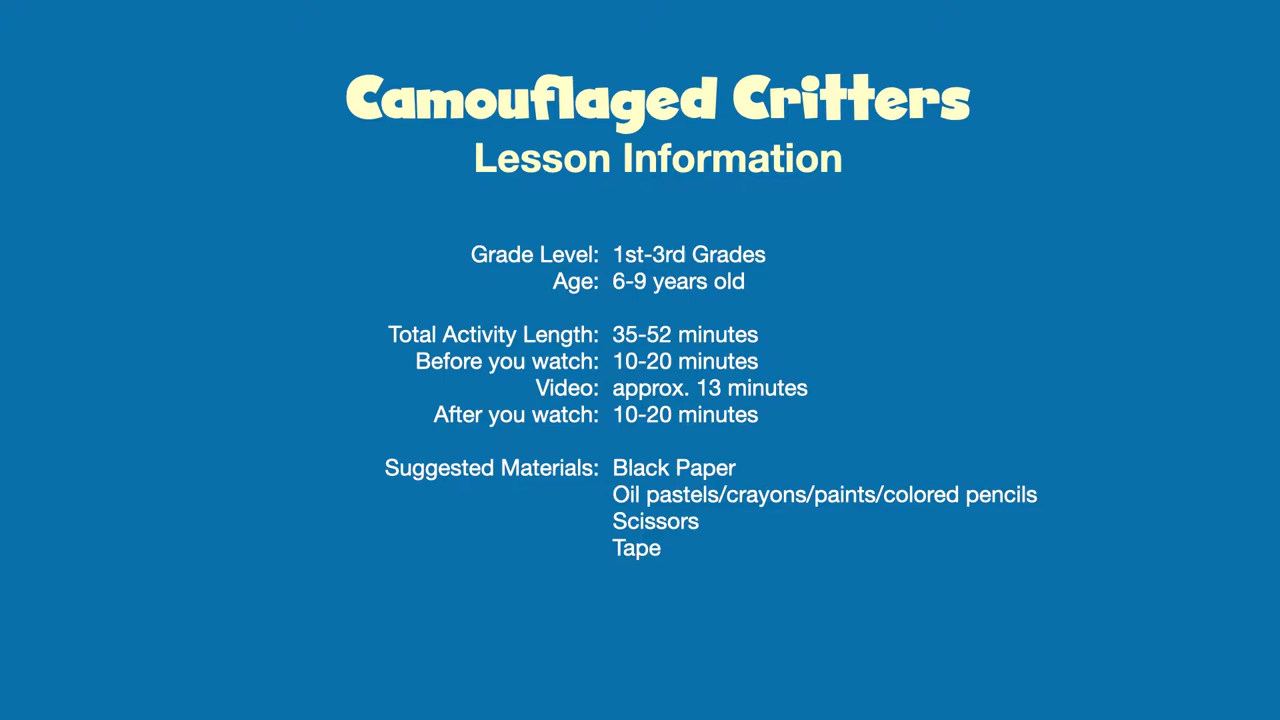 Camouflaged Critters
Lesson Information
Grade Level: 1st-3rd Grades
Age: 6-9 years old
Total Activity Length: 35-52 minutes
Before you watch: 10-20 minutes
Video: approx. 13 minutes
After you watch: 10-20 minutes
Suggested Materials: Black Paper
Oil pastels/crayons/paints/colored pencils
Scissors
Tape